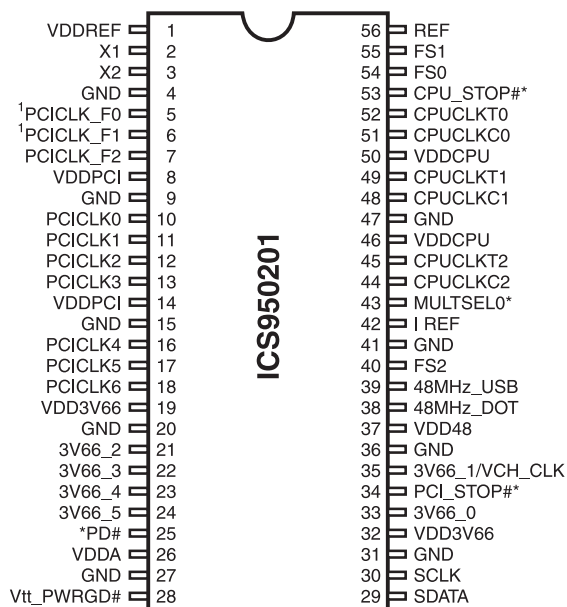 VDDREF 1 56 REF
X1 2 55 FS1
X2 3 54 FS0
GND 4 53 CPU_STOP#*
¹PCICLK_F0 5 52 CPUCLKT0
¹PCICLK_F1 6 51 CPUCLKC0
PCICLK_F2 7 50 VDDCPU
VDDPCI 8 49 CPUCLKT1
GND 9 48 CPUCLKC1
PCICLK0 10 47 GND
PCICLK1 11 46 VDDCPU
PCICLK2 12 45 CPUCLKT2
PCICLK3 13 44 CPUCLKC2
VDDPCI 14 43 MULTSEL0*
GND 15 42 I REF
PCICLK4 16 41 GND
PCICLK5 17 40 FS2
PCICLK6 18 39 48MHz_USB
VDD3V66 19 38 48MHz_DOT
GND 20 37 VDD48
3V66_2 21 36 GND
3V66_3 22 35 3V66_1/VCH_CLK
3V66_4 23 34 PCI_STOP#*
3V66_5 24 33 3V66_0
*PD# 25 32 VDD3V66
VDDA 26 31 GND
GND 27 30 SCLK
Vtt_PWRGD# 28 29 SDATA
ICS950201